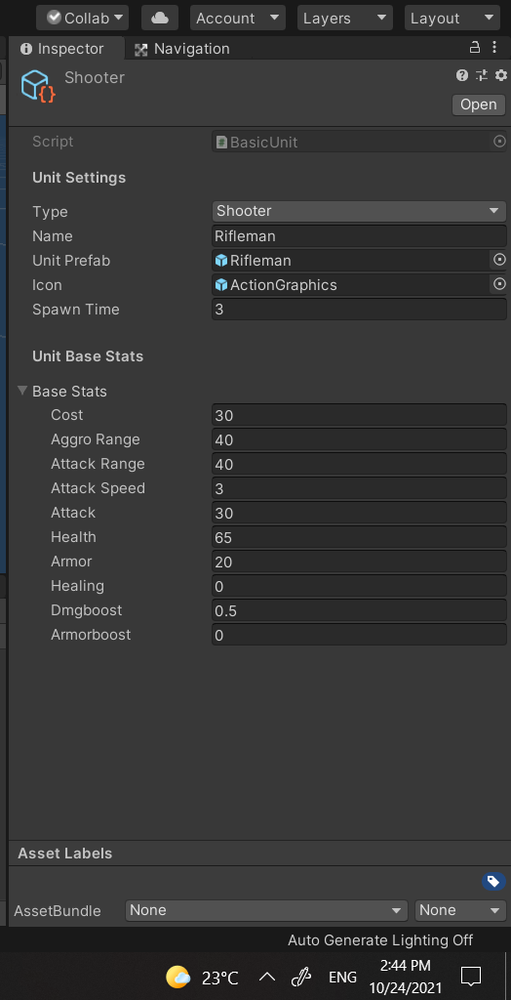 Collab Account Layers Layout
Inspector Navigation
Shooter
Open
Script BasicUnit
Unit Settings
Type Shooter
Name Rifleman
Unit Prefab Rifleman
Icon ActionGraphics
Spawn Time 3
Unit Base Stats
Base Stats
Cost 30
Aggro Range 40
Attack Range 40
Attack Speed 3
Attack 30
Health 65
Armor 20
Healing 0
Dmgboost 0.5
Armorboost 0
Asset Labels
AssetBundle None None
Auto Generate Lighting Off
23°C ENG 2:44 PM
10/24/2021